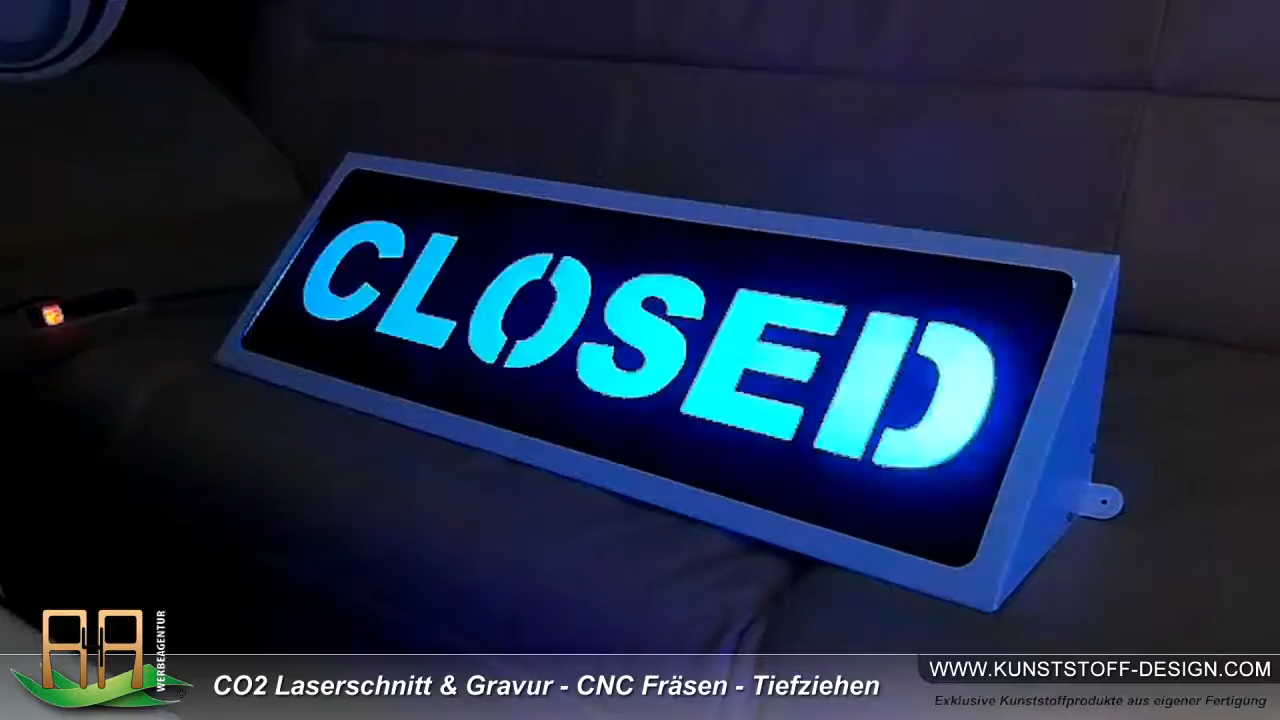 CLOSED
WERBEAGENTUR
CO2 Laserschnitt & Gravur - CNC Fräsen - Tiefziehen
WWW.KUNSTSTOFF-DESIGN.COM
Exklusive Kunststoffprodukte aus eigener Fertigung